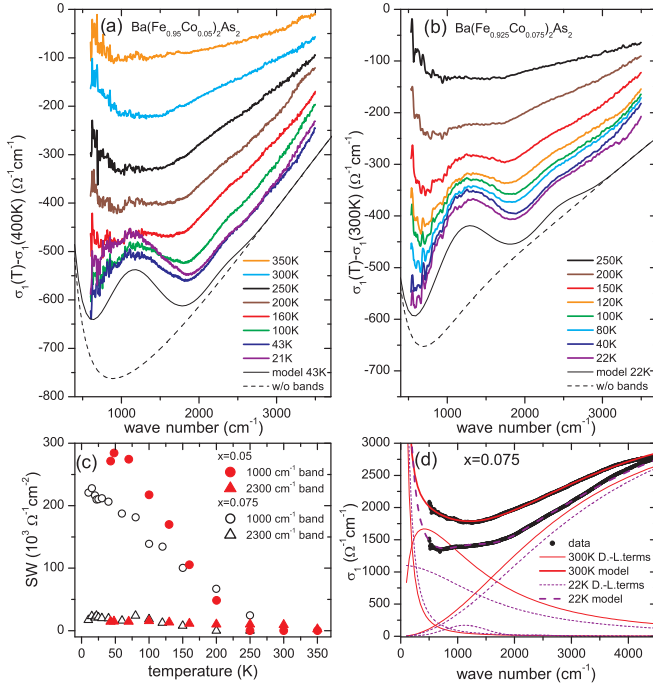 (a) Ba(Fe0.95Co0.05)2As2
σ1(T)-σ1(400K) (Ω-1cm-1)
0
-100
-200
-300
-400
-500
-600
-700
-800
350K
300K
250K
200K
160K
100K
43K
21K
model 43K
w/o bands
1000 2000 3000
wave number (cm-1)
(b) Ba(Fe0.925Co0.075)2As2
σ1(T)-σ1(300K) (Ω-1cm-1)
0
-100
-200
-300
-400
-500
-600
-700
250K
200K
150K
120K
100K
80K
40K
22K
model 22K
w/o bands
1000 2000 3000
wave number (cm-1)
(c)
SW (10³ Ω-1cm-2)
300
200
100
0
x=0.05
1000 cm-1 band
2300 cm-1 band
x=0.075
1000 cm-1 band
2300 cm-1 band
0 50 100 150 200 250 300 350
temperature (K)
(d) x=0.075
σ1 (Ω-1cm-1)
3000
2500
2000
1500
1000
500
0
data
300K D.-L.terms
300K model
22K D.-L.terms
22K model
0 1000 2000 3000 4000
wave number (cm-1)